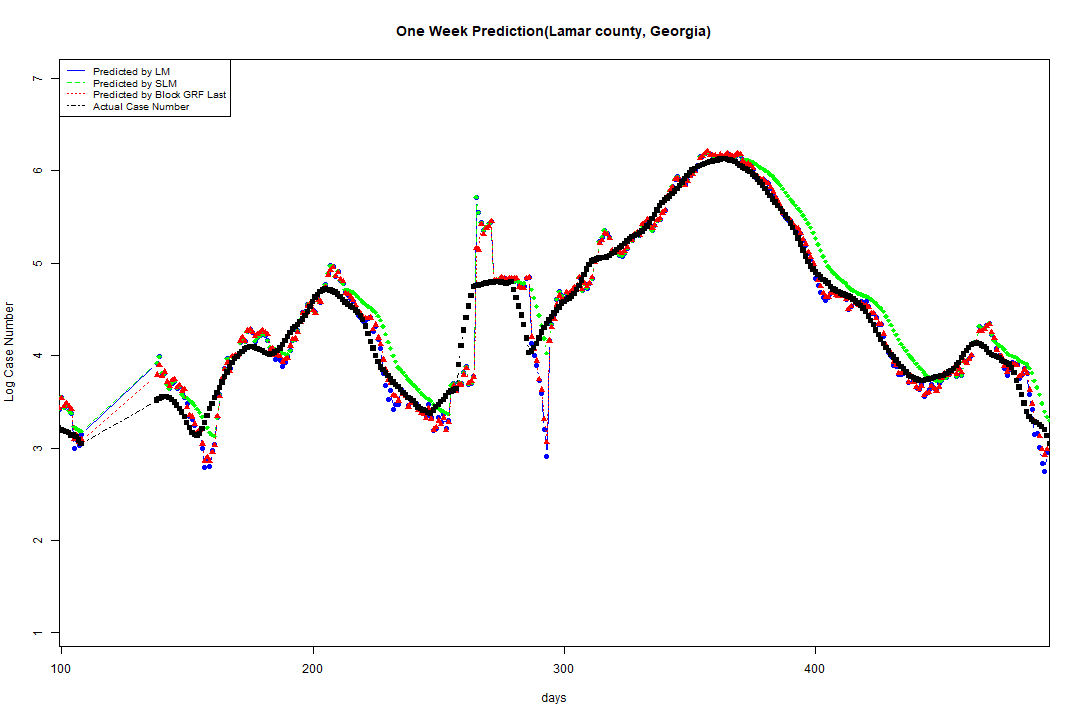 One Week Prediction(Lamar county, Georgia)
Predicted by LM
Predicted by SLM
Predicted by Block GRF Last
Actual Case Number
7
6
5
4
3
2
1
Log Case Number
100 200 300 400
days